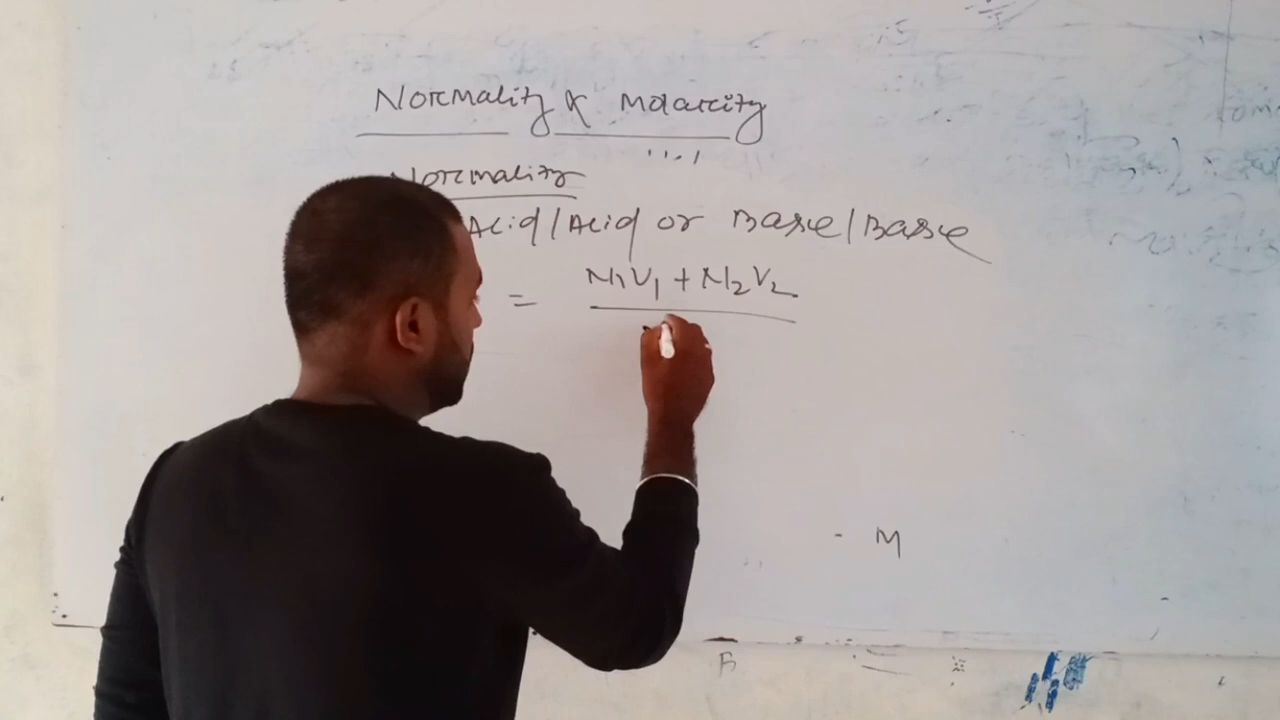 Normality & Molarity
Normality
Acid/Acid or Base/Base
= N1V1 + N2V2
- M